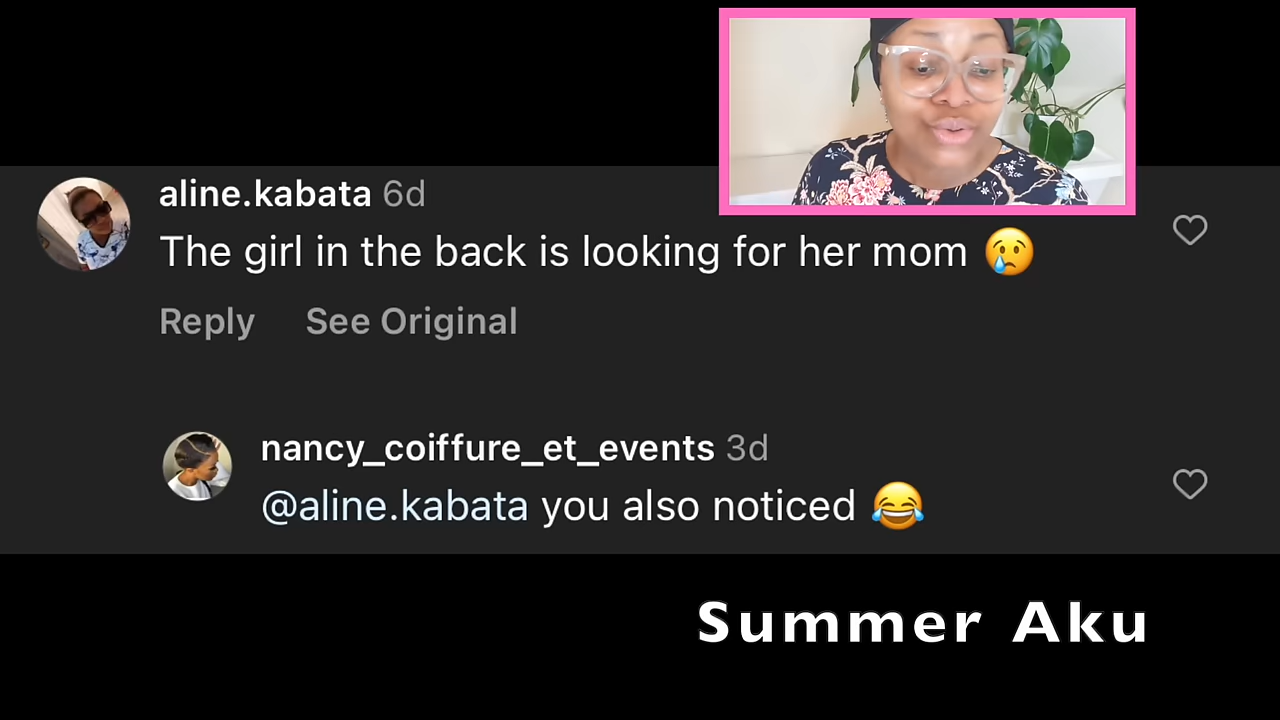 aline.kabata 6d
The girl in the back is looking for her mom 😢
Reply See Original
nancy_coiffure_et_events 3d
@aline.kabata you also noticed 😂
Summer Aku